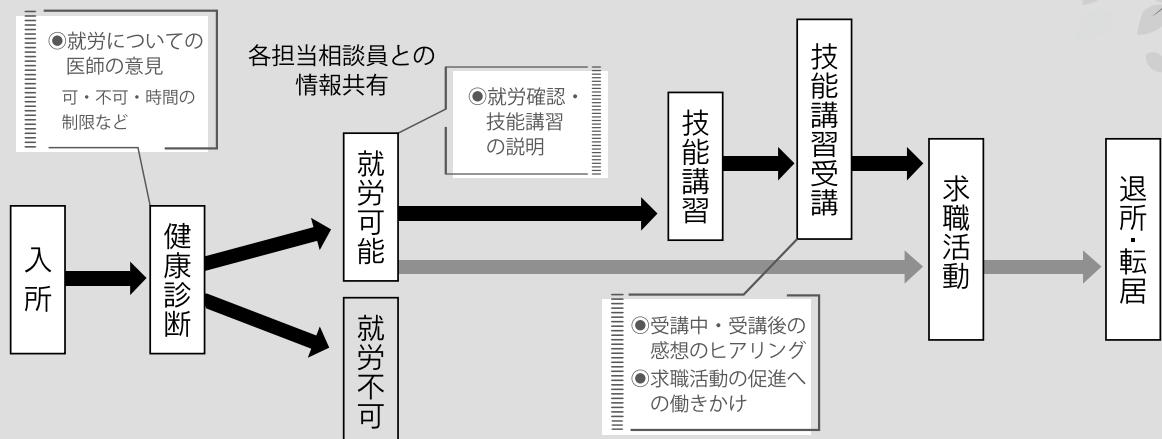 ◉就労についての
医師の意見
可・不可・時間の
制限など
各担当相談員との
情報共有
◉就労確認・
技能講習
の説明
入所
健康診断
就労可能
就労不可
技能講習
技能講習受講
求職活動
退所・転居
◉受講中・受講後の
感想のヒアリング
◉求職活動の促進へ
の働きかけ